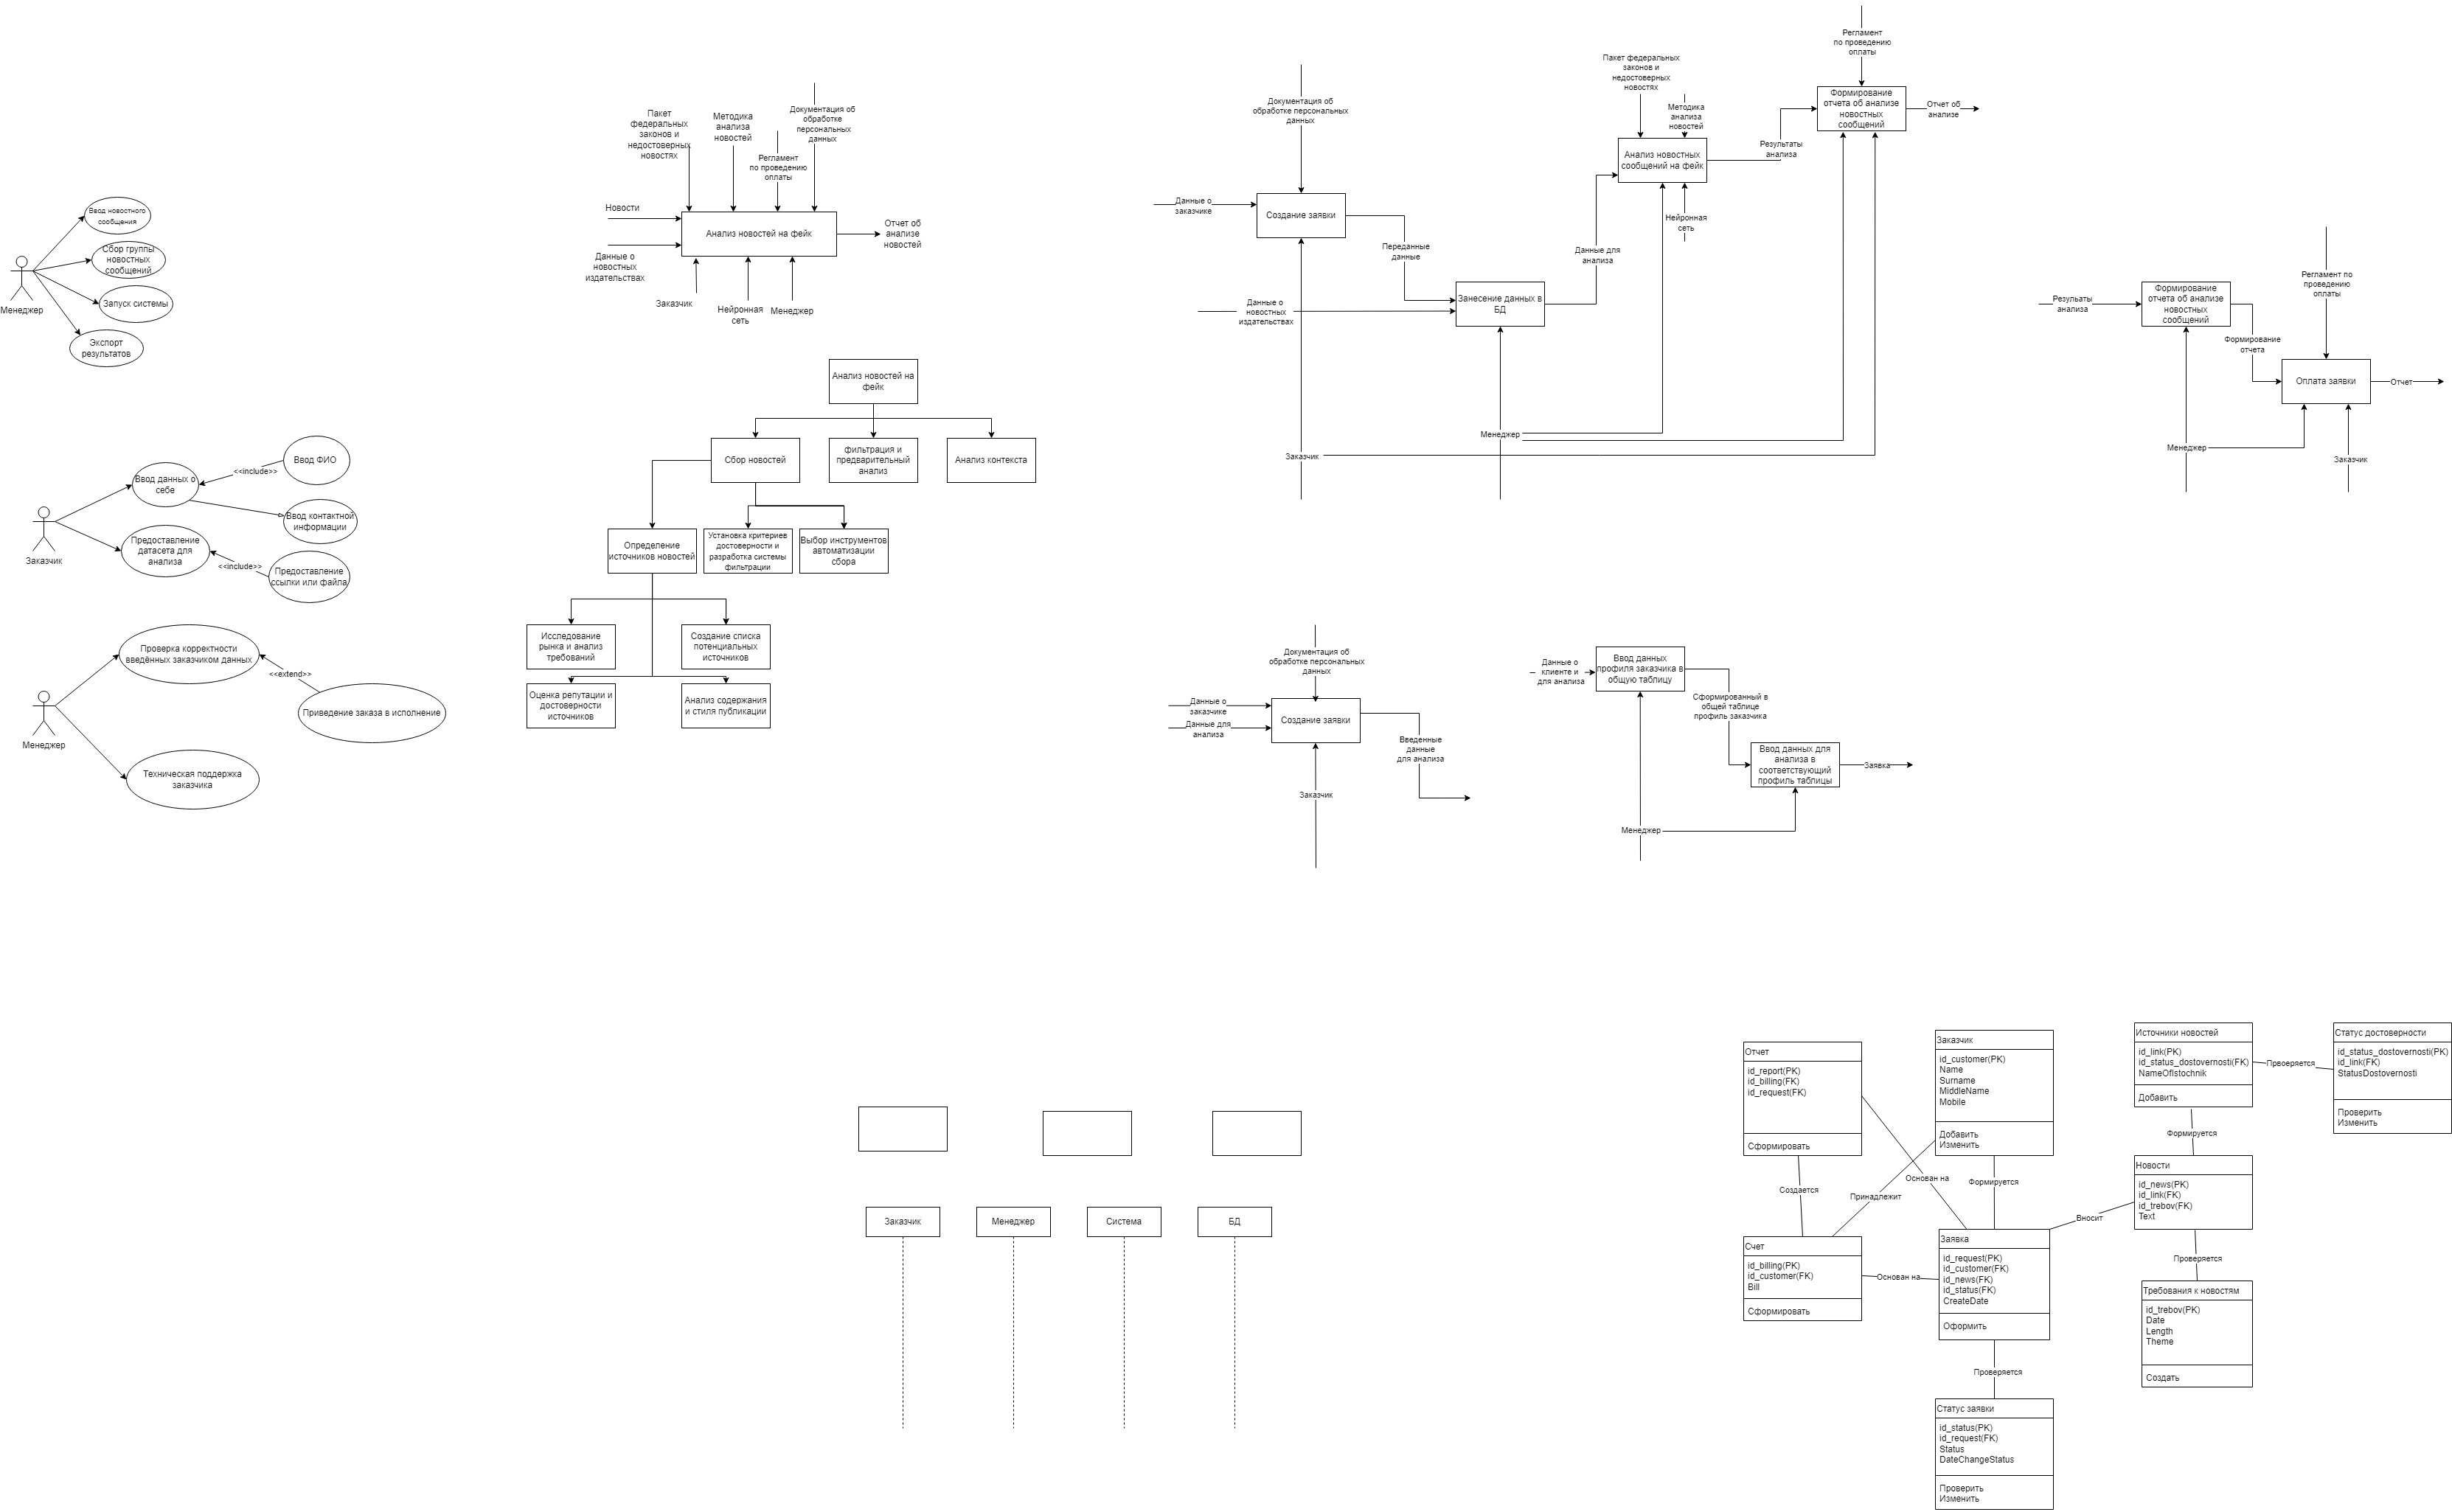 Ввод новостного
сообщения
Сбор группы
новостных
сообщений
Запуск системы
Экспорт
результатов
Менеджер
Ввод ФИО
<<include>>
Ввод данных о
себе
Ввод контактной
информации
Предоставление
датасета для
анализа
<<include>>
Предоставление
ссылки или файла
Заказчик
Проверка корректности
введённых заказчиком данных
<<extend>>
Приведение заказа в исполнение
Менеджер
Техническая поддержка
заказчика
Пакет
федеральных
законов и
недостоверных
новостях
Методика
анализа
новостей
Документация об
обработке
персональных
данных
Регламент
по проведению
оплаты
Новости
Данные о
новостных
издательствах
Анализ новостей на фейк
Отчет об
анализе
новостей
Заказчик
Нейронная
сеть
Менеджер
Анализ новостей на
фейк
Сбор новостей
фильтрация и
предварительный
анализ
Анализ контекста
Определение
источников новостей
Установка критериев
достоверности и
разработка системы
фильтрации
Выбор инструментов
автоматизации
сбора
Исследование
рынка и анализ
требований
Создание списка
потенциальных
источников
Оценка репутации и
достоверности
источников
Анализ содержания
и стиля публикации
Документация об
обработке персональных
данных
Данные о
заказчике
Создание заявки
Переданные
данные
Данные о
новостных
издательствах
Занесение данных в
БД
Данные для
анализа
Пакет федеральных
законов и
недостоверных
новостях
Методика
анализа
новостей
Анализ новостных
сообщений на фейк
Нейронная
сеть
Результаты
анализа
Регламент
по проведению
оплаты
Формирование
отчета об анализе
новостных
сообщений
Отчет об
анализе
Менеджер
Заказчик
Резульаты
анализа
Формирование
отчета об анализе
новостных
сообщений
Формирование
отчета
Регламент по
проведению
оплаты
Оплата заявки
Отчет
Менеджер
Заказчик
Документация об
обработке персональных
данных
Данные о
заказчике
Данные для
анализа
Создание заявки
Введенные
данные
для анализа
Заказчик
Данные о
клиенте и
для анализа
Ввод данных
профиля заказчика в
общую таблицу
Сформированный в
общей таблице
профиль заказчика
Ввод данных для
анализа в
соответствующий
профиль таблицы
Заявка
Менеджер
Заказчик
Менеджер
Система
БД
Отчет
id_report(PK)
id_billing(FK)
id_request(FK)
Сформировать
Заказчик
id_customer(PK)
Name
Surname
MiddleName
Mobile
Добавить
Изменить
Источники новостей
id_link(PK)
id_status_dostovernosti(FK)
NameOfIstochnik
Добавить
Прроеряется
Статус достоверности
id_status_dostovernosti(PK)
id_link(FK)
StatusDostovernosti
Проверить
Изменить
Создается
Принадлежит
Основан на
Формируется
Формируется
Новости
id_news(PK)
id_link(FK)
id_trebov(FK)
Text
Вносит
Счет
id_billing(PK)
id_customer(FK)
Bill
Сформировать
Основан на
Заявка
id_request(PK)
id_customer(FK)
id_news(FK)
id_status(FK)
CreateDate
Оформить
Проверяется
Требования к новостям
id_trebov(PK)
Date
Length
Theme
Создать
Проверяется
Статус заявки
id_status(PK)
id_request(FK)
Status
DateChangeStatus
Проверить
Изменить